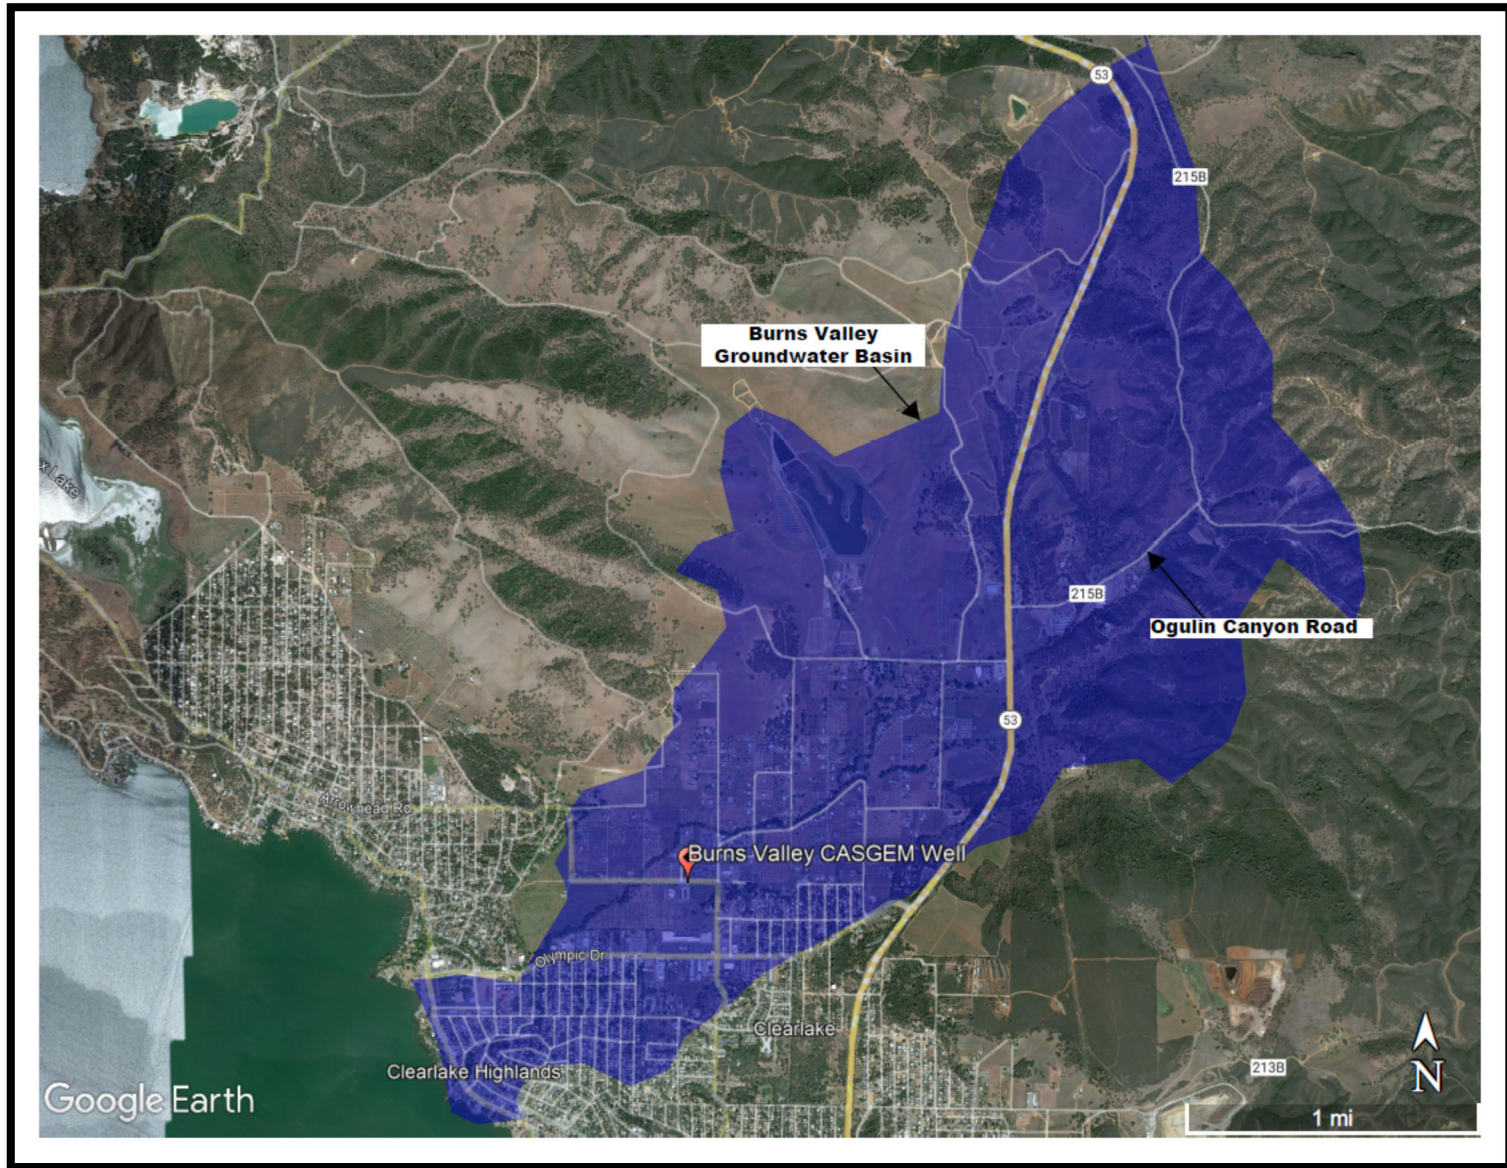 53
215B
Burns Valley
Groundwater Basin
x Lake
215B
Ogulin Canyon Road
53
Arrowhead Rd
Burns Valley CASGEM Well
Olympic Dr
Clearlake
Clearlake Highlands
213B
N
Google Earth
1 mi